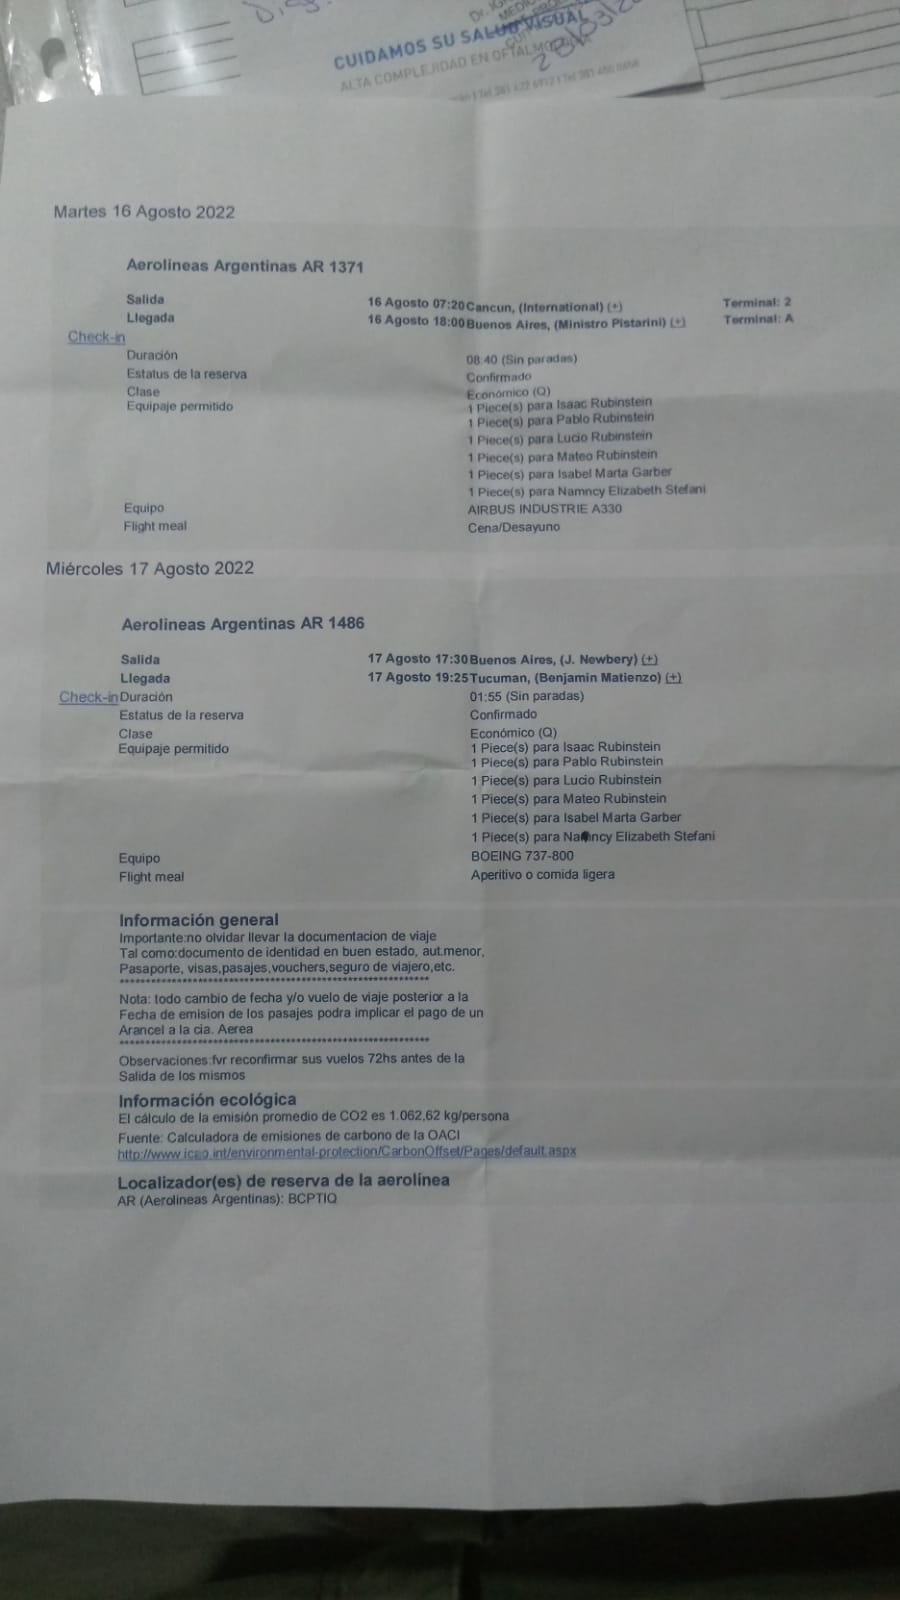 CUIDAMOS SU SALUD VISUAL
ALTA COMPLEJIDAD EN
Martes 16 Agosto 2022
Aerolineas Argentinas AR 1371
Salida 16 Agosto 07:20 Cancun, (International) (+) Terminal: 2
Llegada 16 Agosto 18:00 Buenos Aires, (Ministro Pistarini) (+) Terminal: A
Check-in
Duración 08:40 (Sin paradas)
Estatus de la reserva Confirmado
Clase Económico (Q)
Equipaje permitido 1 Piece(s) para Isaac Rubinstein
1 Piece(s) para Pablo Rubinstein
1 Piece(s) para Lucio Rubinstein
1 Piece(s) para Mateo Rubinstein
1 Piece(s) para Isabel Marta Garber
1 Piece(s) para Namncy Elizabeth Stefani
Equipo AIRBUS INDUSTRIE A330
Flight meal Cena/Desayuno
Miércoles 17 Agosto 2022
Aerolineas Argentinas AR 1486
Salida 17 Agosto 17:30 Buenos Aires, (J. Newbery) (+)
Llegada 17 Agosto 19:25 Tucuman, (Benjamin Matienzo) (+)
Check-in Duración 01:55 (Sin paradas)
Estatus de la reserva Confirmado
Clase Económico (Q)
Equipaje permitido 1 Piece(s) para Isaac Rubinstein
1 Piece(s) para Pablo Rubinstein
1 Piece(s) para Lucio Rubinstein
1 Piece(s) para Mateo Rubinstein
1 Piece(s) para Isabel Marta Garber
1 Piece(s) para Namncy Elizabeth Stefani
Equipo BOEING 737-800
Flight meal Aperitivo o comida ligera
Información general
Importante:no olvidar llevar la documentacion de viaje
Tal como:documento de identidad en buen estado, aut.menor,
Pasaporte, visas,pasajes,vouchers,seguro de viajero,etc.
************************************************************
Nota: todo cambio de fecha y/o vuelo de viaje posterior a la
Fecha de emision de los pasajes podra implicar el pago de un
Arancel a la cia. Aerea
************************************************************
Observaciones:fvr reconfirmar sus vuelos 72hs antes de la
Salida de los mismos
Información ecológica
El cálculo de la emisión promedio de CO2 es 1.062,62 kg/persona
Fuente: Calculadora de emisiones de carbono de la OACI
http://www.icao.int/environmental-protection/CarbonOffset/Pages/default.aspx
Localizador(es) de reserva de la aerolínea
AR (Aerolineas Argentinas): BCPTIQ